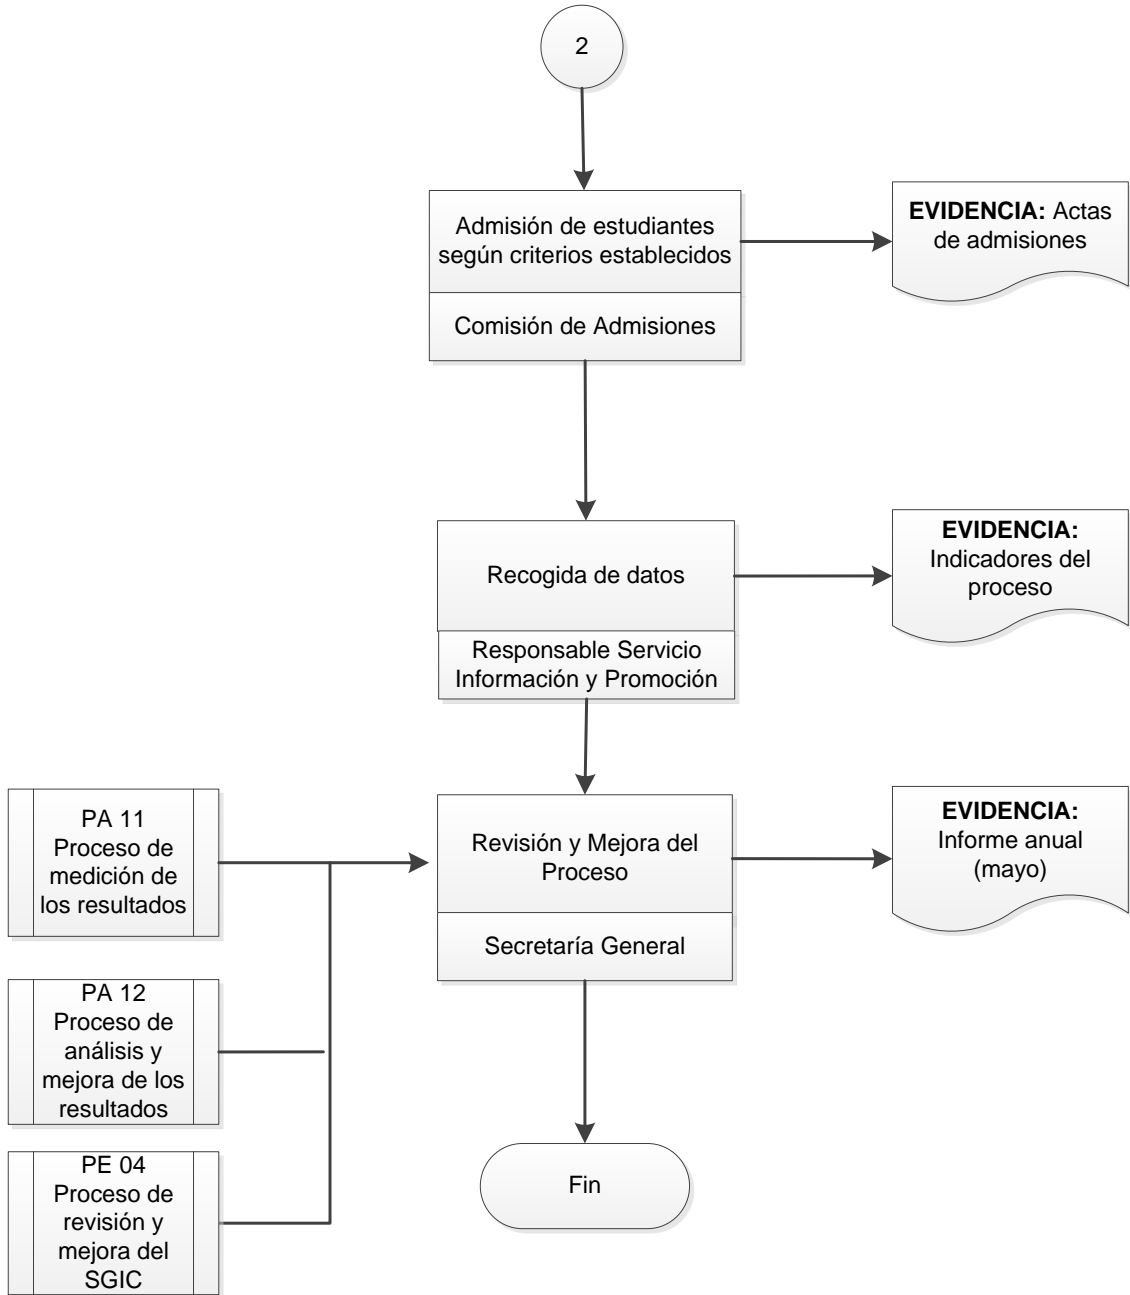 2
Admisión de estudiantes
según criterios establecidos
Comisión de Admisiones
EVIDENCIA: Actas
de admisiones
Recogida de datos
Responsable Servicio
Información y Promoción
EVIDENCIA:
Indicadores del
proceso
PA 11
Proceso de
medición de
los resultados
Revisión y Mejora del
Proceso
Secretaría General
EVIDENCIA:
Informe anual
(mayo)
PA 12
Proceso de
análisis y
mejora de los
resultados
PE 04
Proceso de
revisión y
mejora del
SGIC
Fin